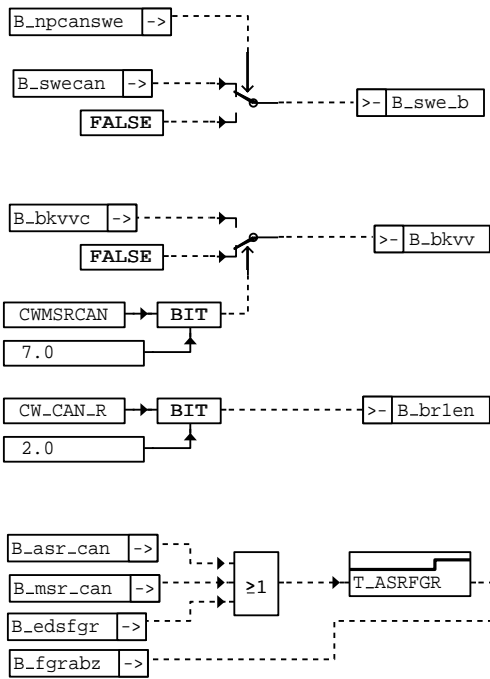 B_npcanswe ->
B_swecan ->
>- B_swe_b
FALSE
B_bkvvc ->
>- B_bkvv
FALSE
CWMSRCAN BIT
7.0
CW_CAN_R BIT >- B_br1en
2.0
B_asr_can ->
B_msr_can -> ≥1 T_ASRFGR
B_edsfgr ->
B_fgrabz ->